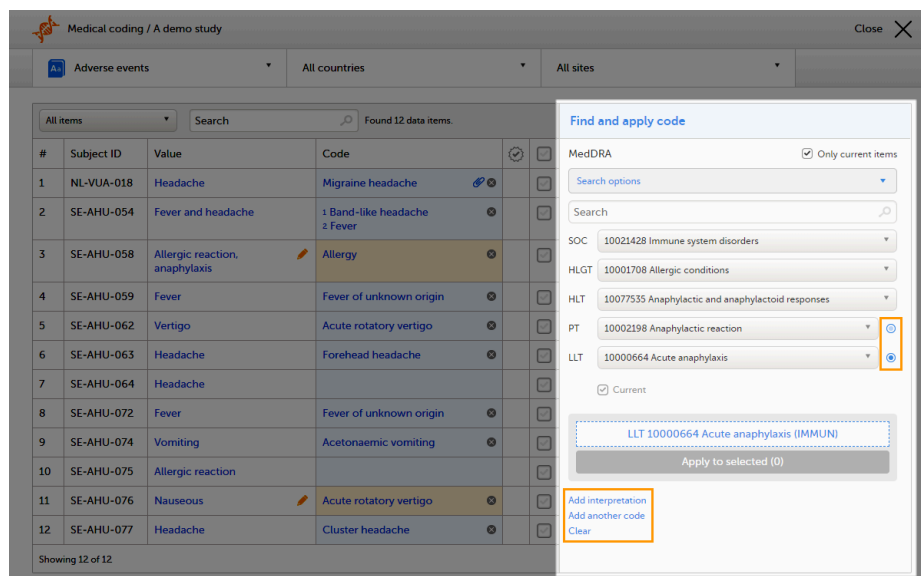 Medical coding / A demo study
Close
Adverse events
All countries
All sites
All items
Search
Found 12 data items.
# Subject ID Value Code
1 NL-VUA-018 Headache Migraine headache
2 SE-AHU-054 Fever and headache 1 Band-like headache
2 Fever
3 SE-AHU-058 Allergic reaction, Allergy
anaphylaxis
4 SE-AHU-059 Fever Fever of unknown origin
5 SE-AHU-062 Vertigo Acute rotatory vertigo
6 SE-AHU-063 Headache Forehead headache
7 SE-AHU-064 Headache
8 SE-AHU-072 Fever Fever of unknown origin
9 SE-AHU-074 Vomiting Acetonaemic vomiting
10 SE-AHU-075 Allergic reaction
11 SE-AHU-076 Nauseous Acute rotatory vertigo
12 SE-AHU-077 Headache Cluster headache
Showing 12 of 12
Find and apply code
MedDRA Only current items
Search options
Search
SOC 10021428 Immune system disorders
HLGT 10001708 Allergic conditions
HLT 10077535 Anaphylactic and anaphylactoid responses
PT 10002198 Anaphylactic reaction
LLT 10000664 Acute anaphylaxis
Current
LLT 10000664 Acute anaphylaxis (IMMUN)
Apply to selected (0)
Add interpretation
Add another code
Clear